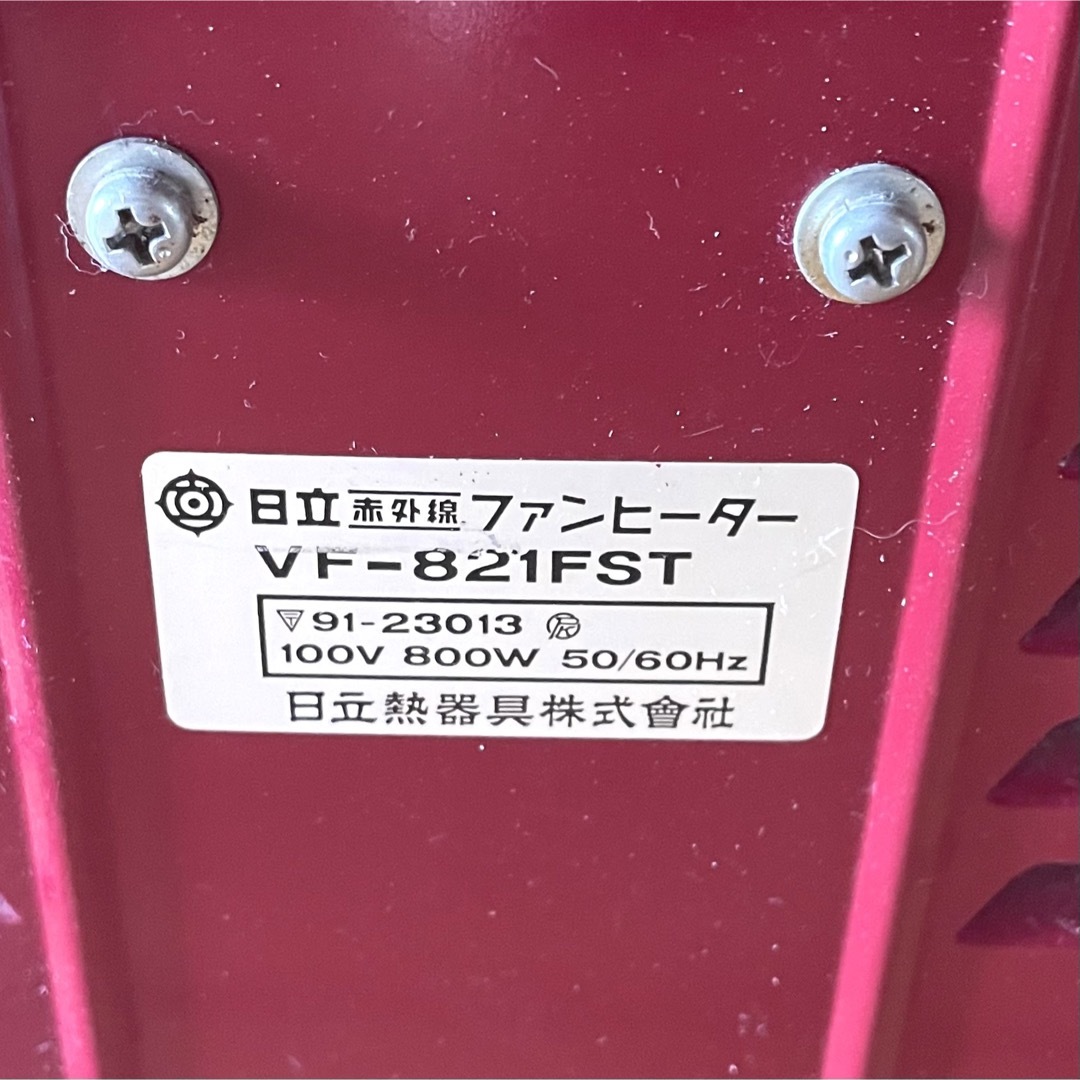 日立 赤外線 ファンヒーター
VF-821FST
91-23013
100V 800W 50/60Hz
日立熱器具株式會社